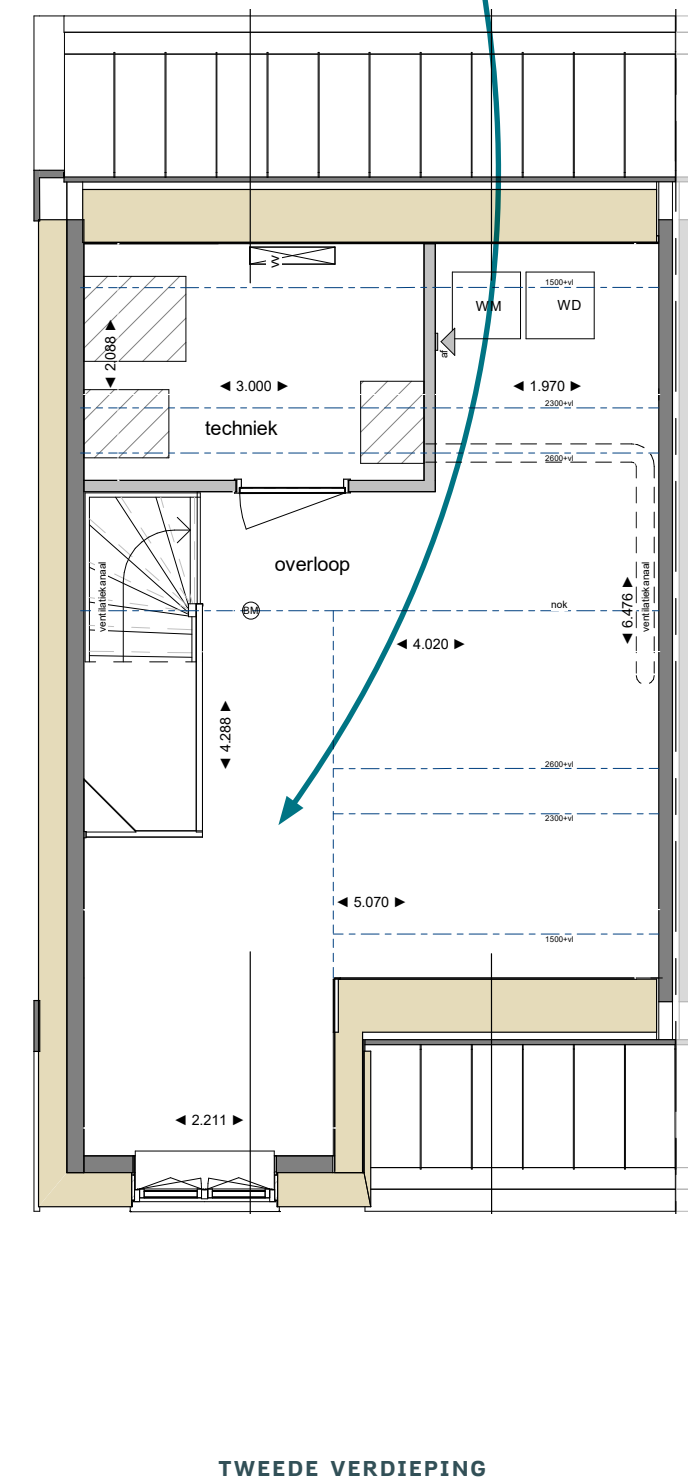 V
1500+vl
WM
WD
af
2.088
3.000
1.970
2300+vl
techniek
2600+vl
overloop
ventilatiekanaal
BM
nok
6.476
ventilatiekanaal
4.020
4.288
2600+vl
2300+vl
5.070
1500+vl
2.211
TWEEDE VERDIEPING